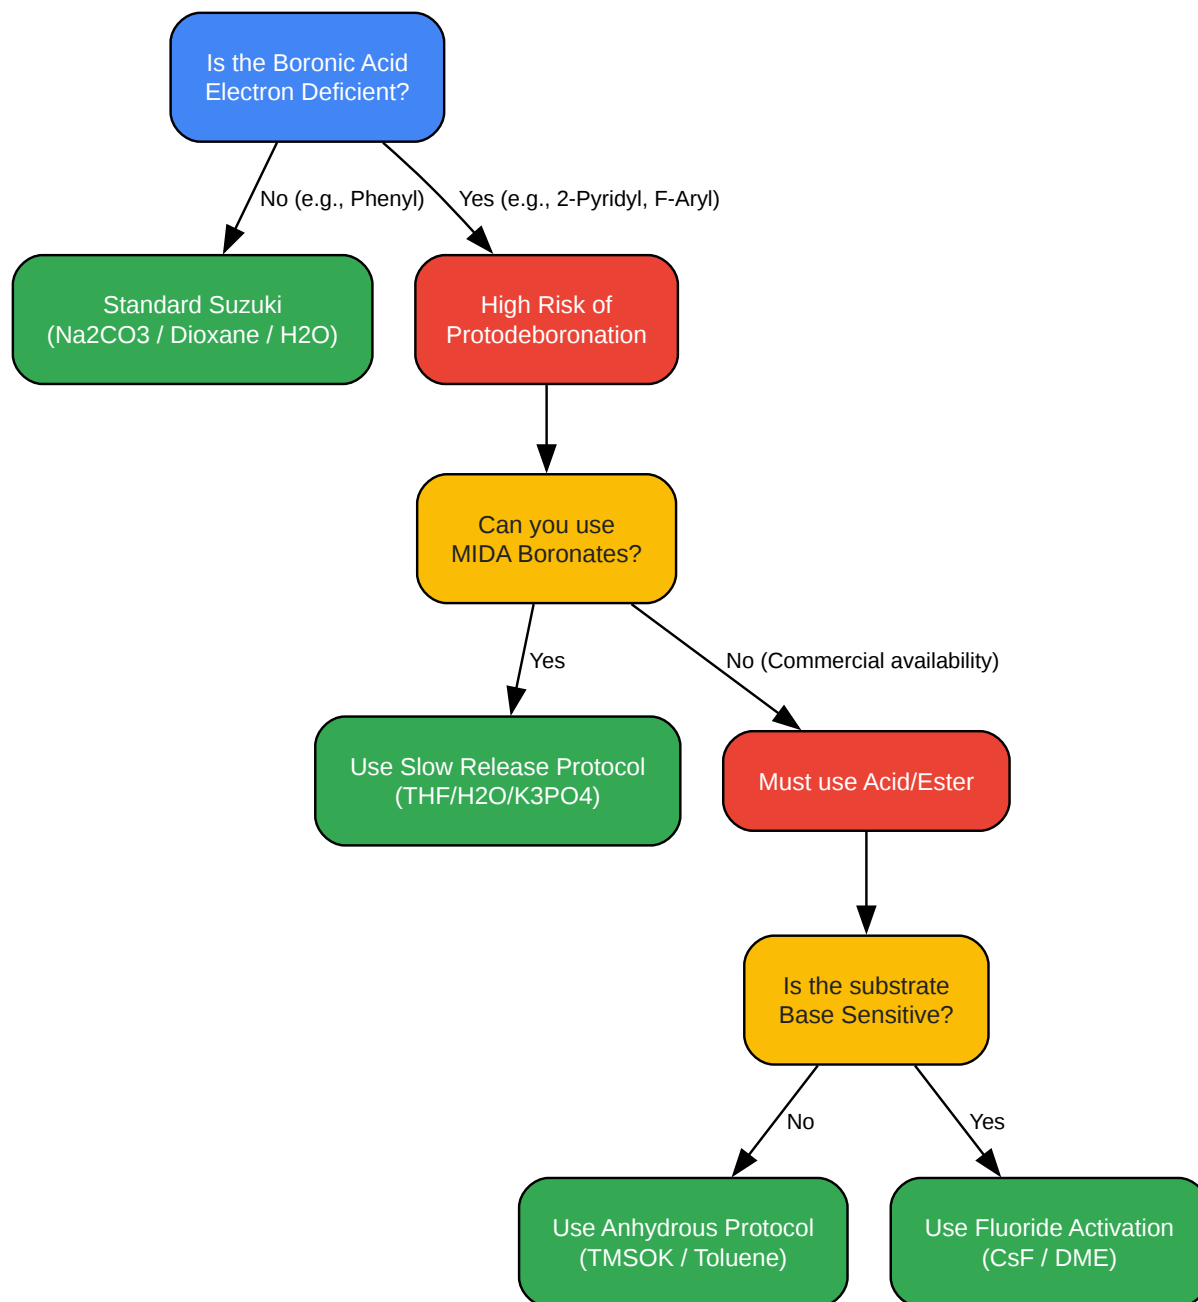 Is the Boronic Acid
Electron Deficient?
No (e.g., Phenyl)
Yes (e.g., 2-Pyridyl, F-Aryl)
Standard Suzuki
(Na2CO3 / Dioxane / H2O)
High Risk of
Protodeboronation
Can you use
MIDA Boronates?
Yes
No (Commercial availability)
Use Slow Release Protocol
(THF/H2O/K3PO4)
Must use Acid/Ester
Is the substrate
Base Sensitive?
No
Yes
Use Anhydrous Protocol
(TMSOK / Toluene)
Use Fluoride Activation
(CsF / DME)